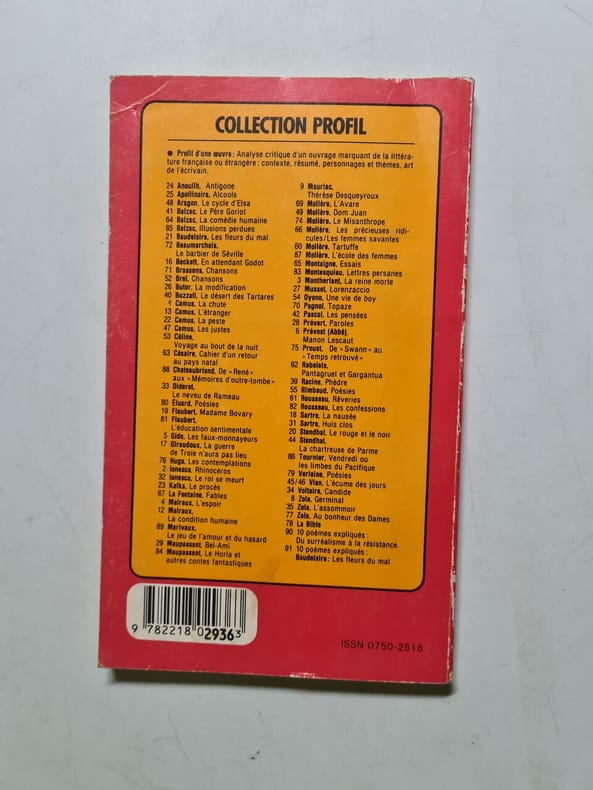 COLLECTION PROFIL
● Profil d'une œuvre : Analyse critique d'un ouvrage marquant de la littéra-
ture française ou étrangère : contexte, résumé, personnages et thèmes, art
de l'écrivain.
24 Anouilh, Antigone
25 Apollinaire, Alcools
48 Aragon, Le cycle d'Elsa
41 Balzac, Le Père Goriot
64 Balzac, La comédie humaine
85 Balzac, Illusions perdues
21 Baudelaire, Les fleurs du mal
72 Beaumarchais,
Le barbier de Séville
16 Beckett, En attendant Godot
71 Brassens, Chansons
52 Brel, Chansons
26 Butor, La modification
40 Buzzati, Le désert des Tartares
1 Camus, La chute
13 Camus, L'étranger
22 Camus, La peste
47 Camus, Les justes
53 Céline,
Voyage au bout de la nuit
63 Césaire, Cahier d'un retour
au pays natal
88 Chateaubriand, De «René»
aux «Mémoires d'outre-tombe»
33 Diderot,
Le neveu de Rameau
80 Éluard, Poésies
19 Flaubert, Madame Bovary
81 Flaubert,
L'éducation sentimentale
5 Gide, Les faux-monnayeurs
17 Giraudoux, La guerre
de Troie n'aura pas lieu
76 Hugo, Les contemplations
2 Ionesco, Rhinocéros
32 Ionesco, Le roi se meurt
23 Kafka, Le procès
67 La Fontaine, Fables
4 Malraux, L'espoir
12 Malraux,
La condition humaine
89 Marivaux,
Le jeu de l'amour et du hasard
29 Maupassant, Bel-Ami
84 Maupassant, Le Horla et
autres contes fantastiques
9 Mauriac,
Thérèse Desqueyroux
69 Molière, L'Avare
49 Molière, Dom Juan
74 Molière, Le Misanthrope
66 Molière, Les précieuses ridi-
cules/Les femmes savantes
60 Molière, Tartuffe
87 Molière, L'école des femmes
65 Montaigne, Essais
83 Montesquieu, Lettres persanes
3 Montherlant, La reine morte
27 Musset, Lorenzaccio
54 Oyono, Une vie de boy
70 Pagnol, Topaze
42 Pascal, Les pensées
28 Prévert, Paroles
6 Prévost (Abbé),
Manon Lescaut
75 Proust, De «Swann» au
«Temps retrouvé»
62 Rabelais,
Pantagruel et Gargantua
39 Racine, Phèdre
55 Rimbaud, Poésies
61 Rousseau, Rêveries
82 Rousseau, Les confessions
18 Sartre, La nausée
31 Sartre, Huis clos
20 Stendhal, Le rouge et le noir
44 Stendhal,
La chartreuse de Parme
86 Tournier, Vendredi ou
les limbes du Pacifique
79 Verlaine, Poésies
45/46 Vian, L'écume des jours
34 Voltaire, Candide
8 Zola, Germinal
35 Zola, L'assommoir
77 Zola, Au bonheur des Dames
78 La Bible
90 10 poèmes expliqués :
Du surréalisme à la résistance.
91 10 poèmes expliqués :
Baudelaire : Les fleurs du mal
9 782218 029363
ISSN 0750-2516